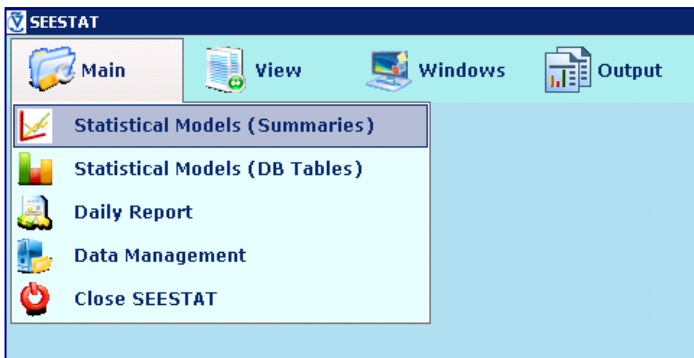 SEESTAT
Main View Windows Output
Statistical Models (Summaries)
Statistical Models (DB Tables)
Daily Report
Data Management
Close SEESTAT